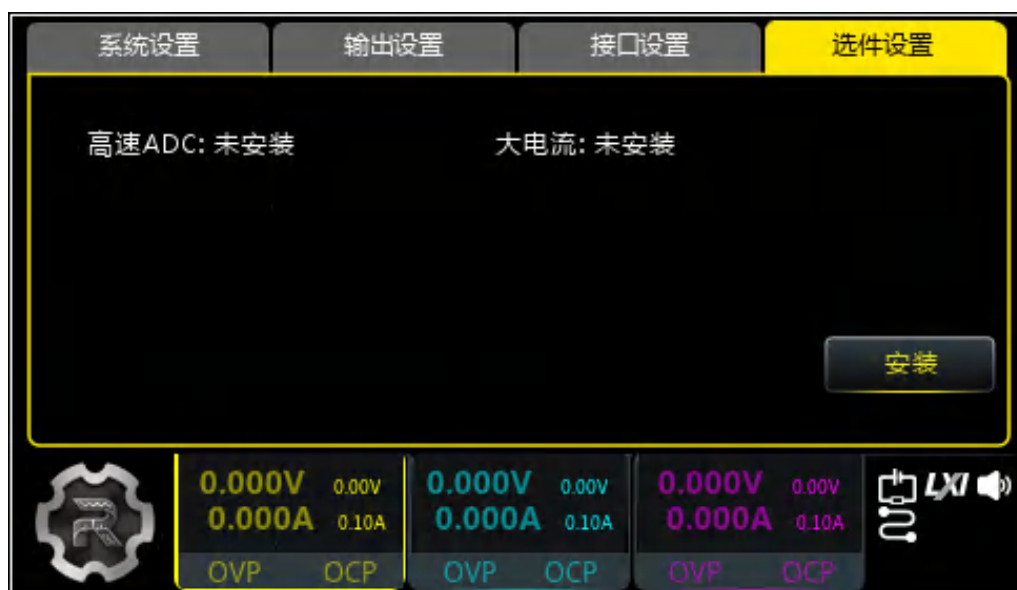 系统设置 输出设置 接口设置 选件设置
高速ADC: 未安装 大电流: 未安装
安装
0.000V 0.00V 0.000V 0.00V 0.000V 0.00V LXI
0.000A 0.10A 0.000A 0.10A 0.000A 0.10A
OVP OCP OVP OCP OVP OCP